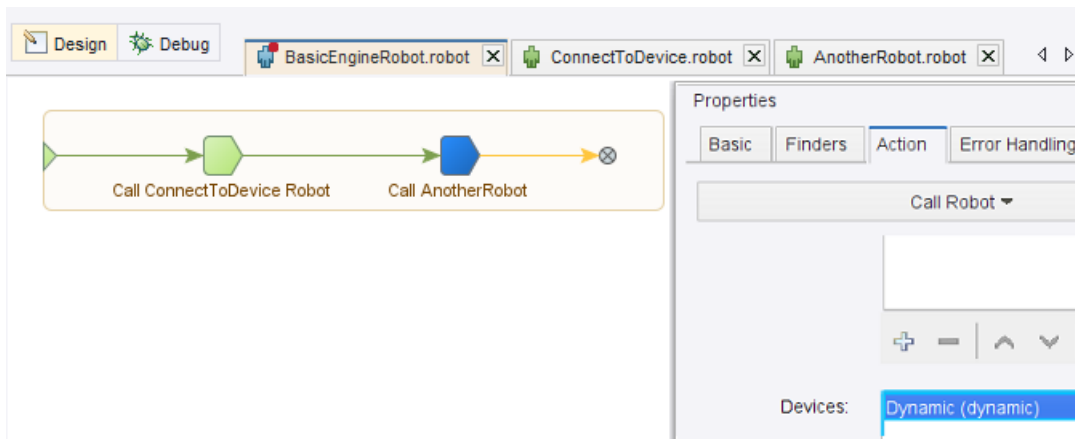 Design
Debug
BasicEngineRobot.robot
ConnectToDevice.robot
AnotherRobot.robot
Call ConnectToDevice Robot
Call AnotherRobot
Properties
Basic
Finders
Action
Error Handling
Call Robot
Devices:
Dynamic (dynamic)